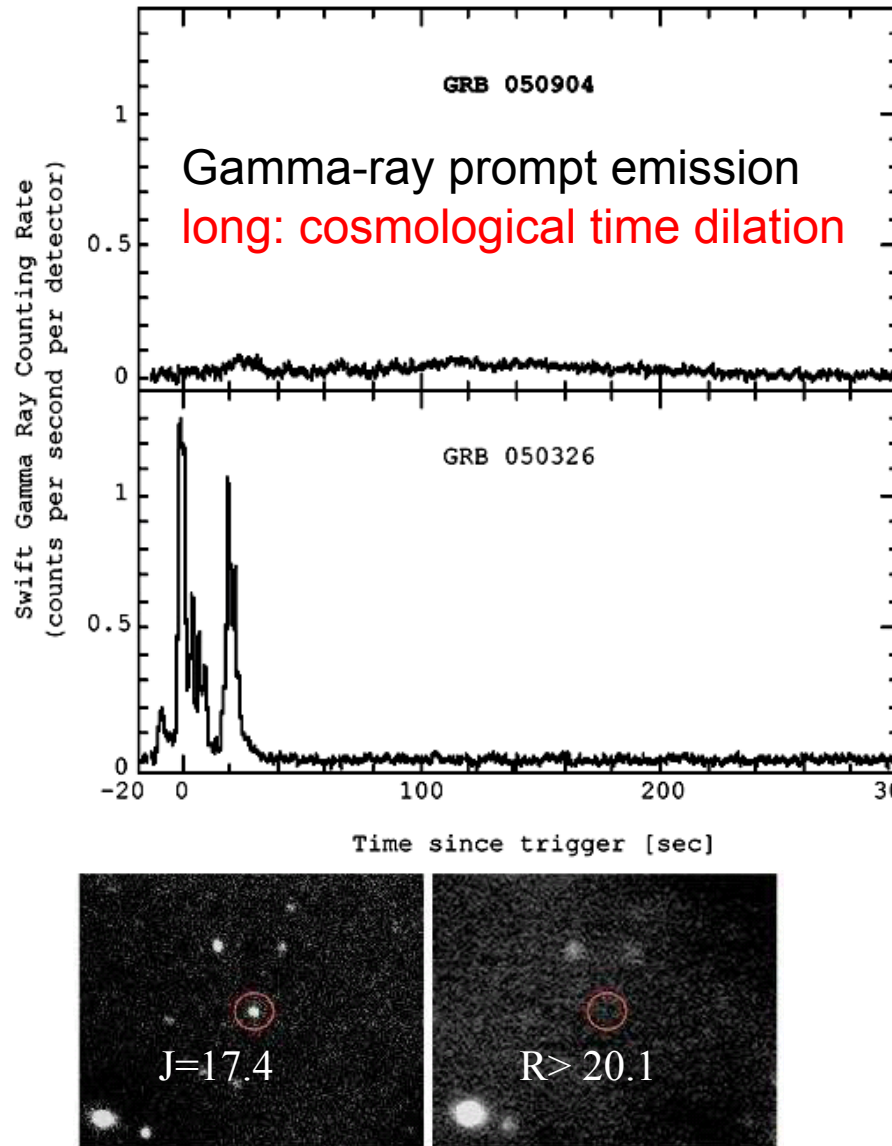 GRB 050904
Gamma-ray prompt emission
long: cosmological time dilation
1
0.5
0
Swift Gamma Ray Counting Rate
(counts per second per detector)
GRB 050326
1
0.5
0
-20 0 100 200 30
Time since trigger [sec]
J=17.4 R> 20.1